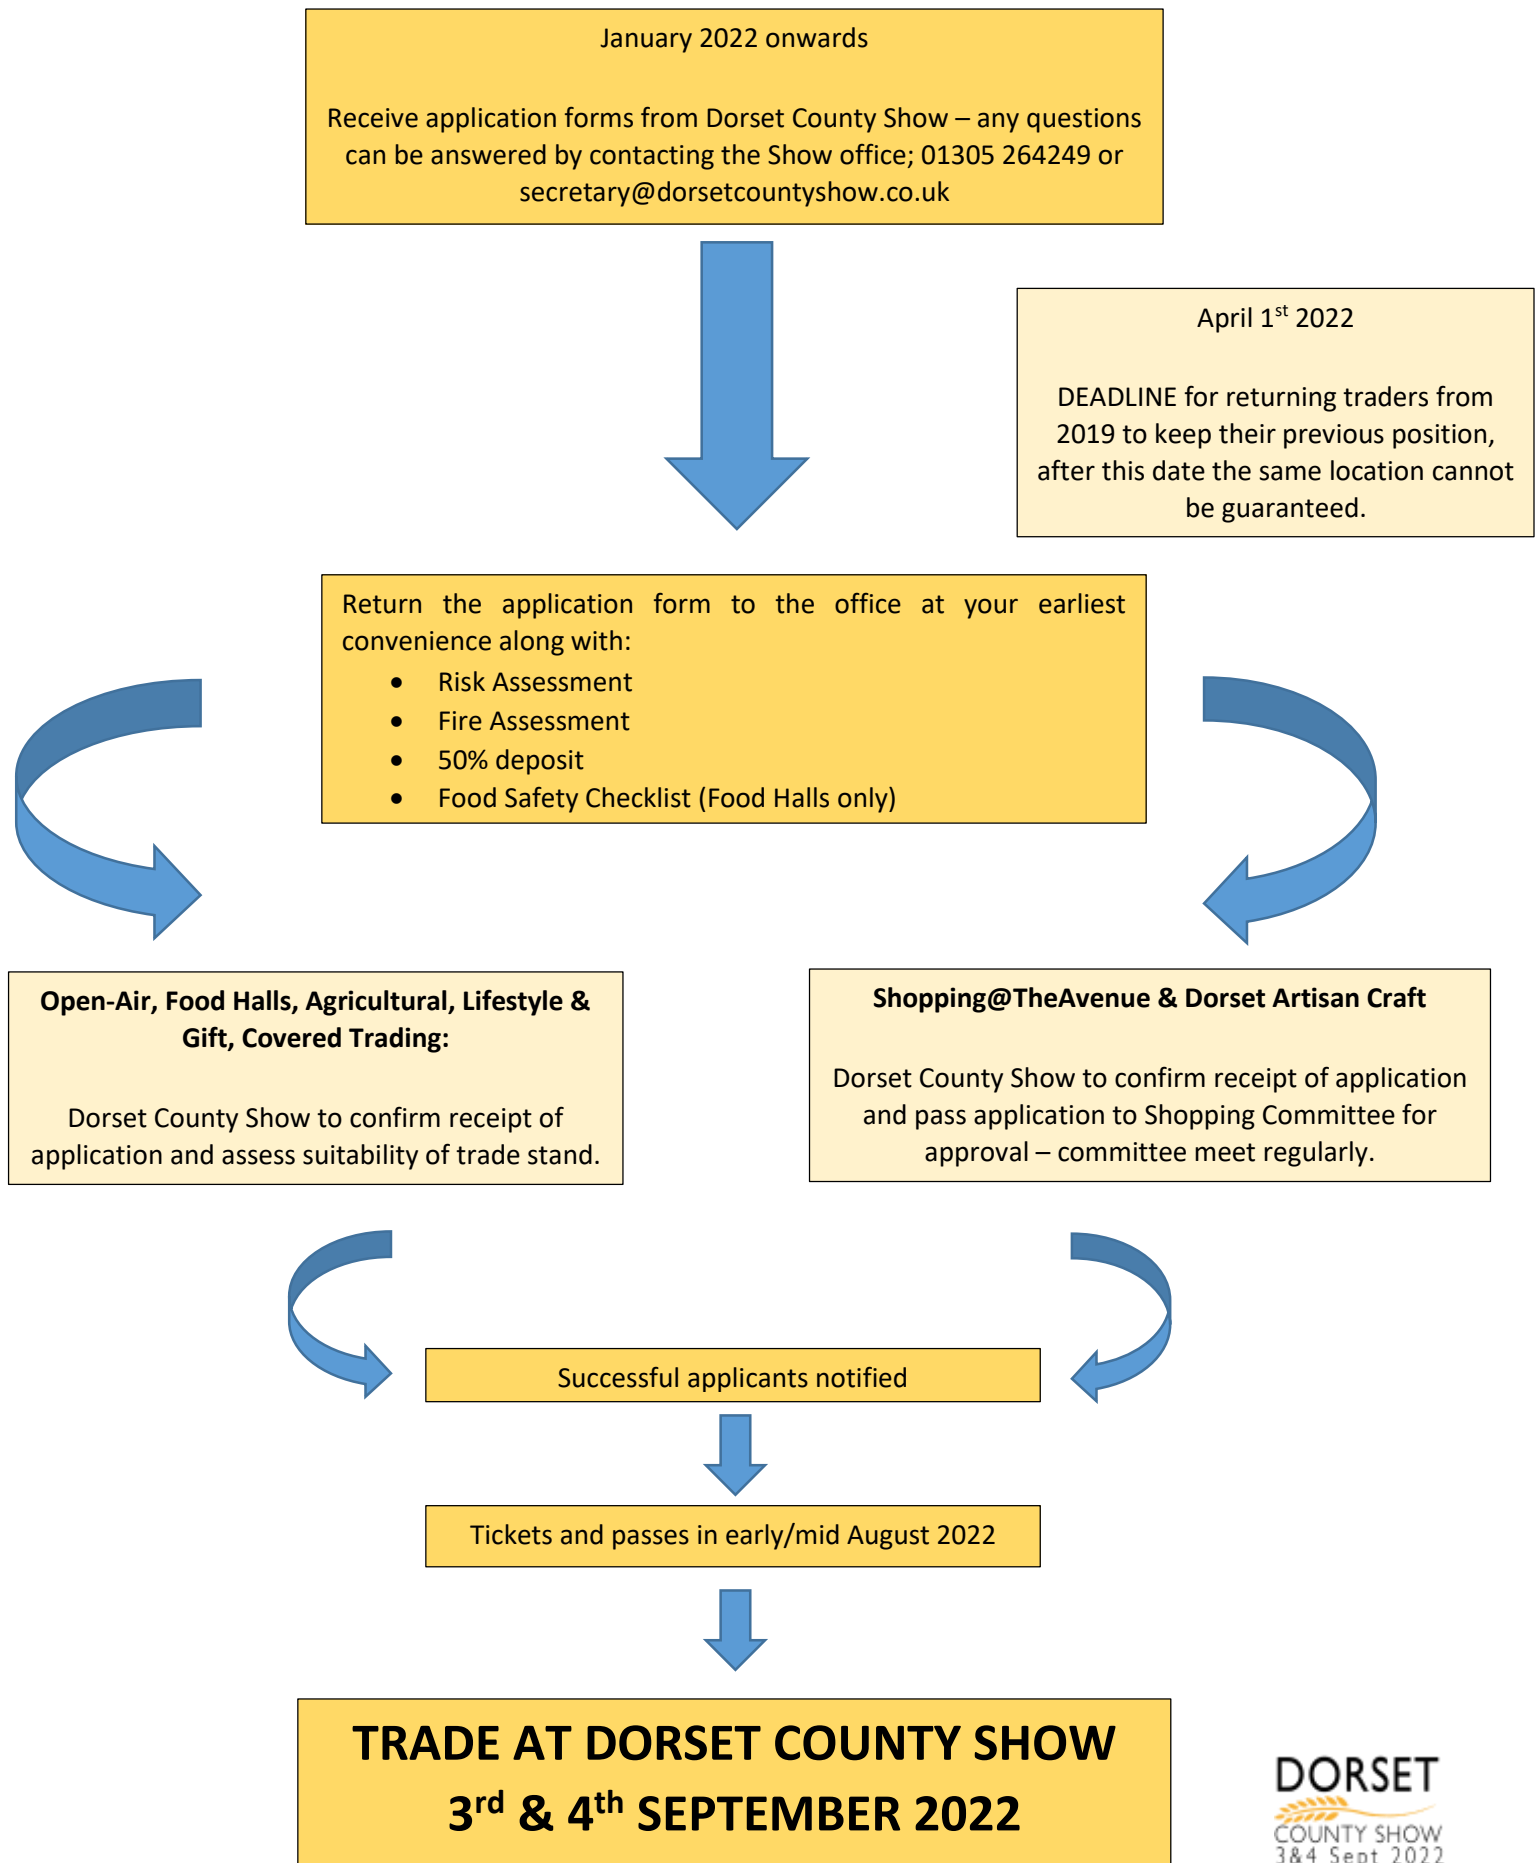 January 2022 onwards
Receive application forms from Dorset County Show – any questions
can be answered by contacting the Show office; 01305 264249 or
secretary@dorsetcountyshow.co.uk
April 1st 2022
DEADLINE for returning traders from
2019 to keep their previous position,
after this date the same location cannot
be guaranteed.
Return the application form to the office at your earliest
convenience along with:
• Risk Assessment
• Fire Assessment
• 50% deposit
• Food Safety Checklist (Food Halls only)
Open-Air, Food Halls, Agricultural, Lifestyle &
Gift, Covered Trading:
Dorset County Show to confirm receipt of
application and assess suitability of trade stand.
Shopping@TheAvenue & Dorset Artisan Craft
Dorset County Show to confirm receipt of application
and pass application to Shopping Committee for
approval – committee meet regularly.
Successful applicants notified
Tickets and passes in early/mid August 2022
TRADE AT DORSET COUNTY SHOW
3rd & 4th SEPTEMBER 2022
DORSET
COUNTY SHOW
3&4 Sept 2022